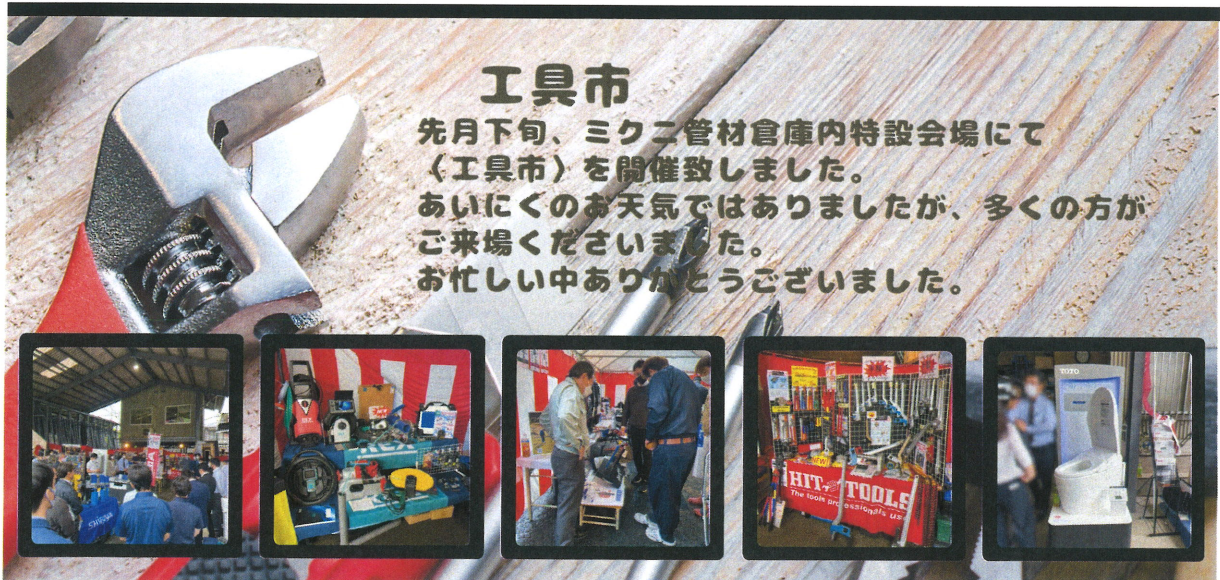 工具市
先月下旬、ミクニ管材倉庫内特設会場にて
〈工具市〉を開催致しました。
あいにくのお天気ではありましたが、多くの方が
ご来場くださいました。
お忙しい中ありがとうございました。
TOTO
HIT TOOLS
The tools professionals use